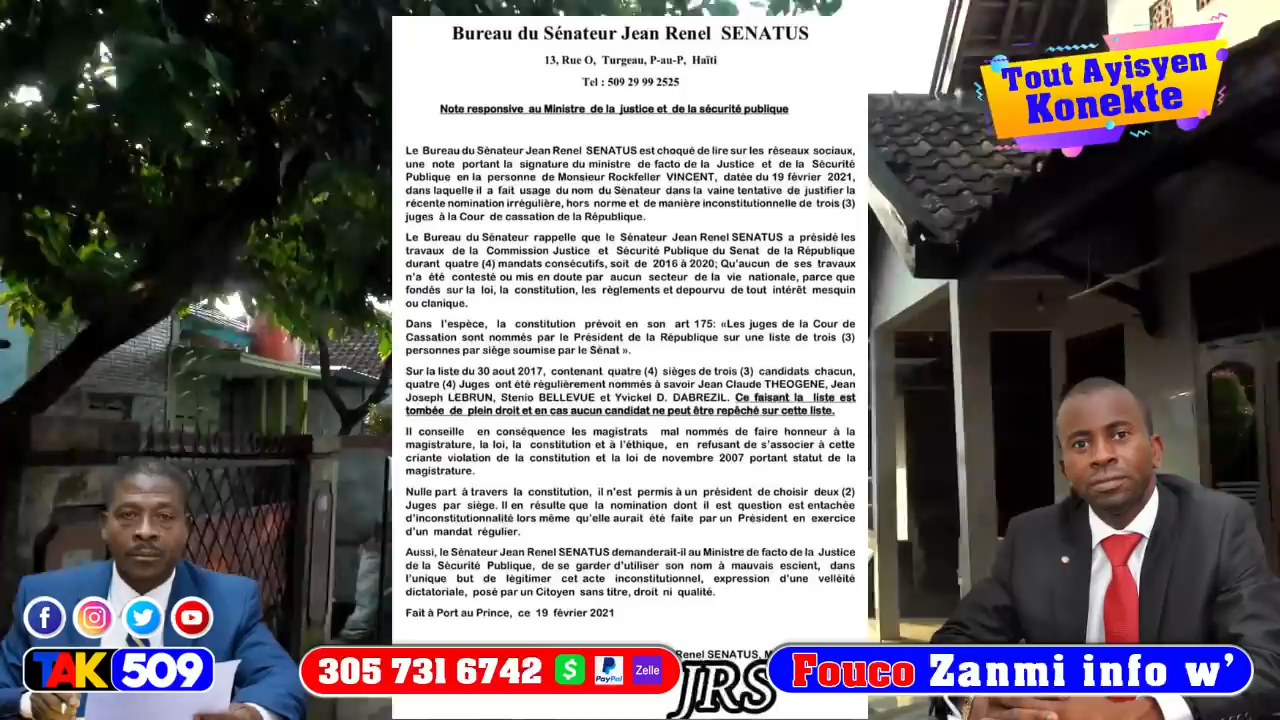 Bureau du Sénateur Jean Renel SENATUS
13, Rue O, Turgeau, P-au-P, Haïti
Tel : 509 29 99 2525
Note responsive au Ministre de la justice et de la sécurité publique
Tout Ayisyen
Konekte
Le Bureau du Sénateur Jean Renel SENATUS est choqué de lire sur les réseaux sociaux,
une note portant la signature du ministre de facto de la Justice et de la Sécurité
Publique en la personne de Monsieur Rockfeller VINCENT, datée du 19 février 2021,
dans laquelle il a fait usage du nom du Sénateur dans la vaine tentative de justifier la
récente nomination irrégulière, hors norme et de manière inconstitutionnelle de trois (3)
juges à la Cour de cassation de la République.
Le Bureau du Sénateur rappelle que le Sénateur Jean Renel SENATUS a présidé les
travaux de la Commission Justice et Sécurité Publique du Senat de la République
durant quatre (4) mandats consécutifs, soit de 2016 à 2020; Qu'aucun de ses travaux
n'a été contesté ou mis en doute par aucun secteur de la vie nationale, parce que
fondés sur la loi, la constitution, les règlements et depourvu de tout intérêt mesquin
ou clanique.
Dans l'espèce, la constitution prévoit en son art 175: «Les juges de la Cour de
Cassation sont nommés par le Président de la République sur une liste de trois (3)
personnes par siège soumise par le Sénat ».
Sur la liste du 30 aout 2017, contenant quatre (4) sièges de trois (3) candidats chacun,
quatre (4) Juges ont été régulièrement nommés à savoir Jean Claude THEOGENE, Jean
Joseph LEBRUN, Stenio BELLEVUE et Yvickel D. DABREZIL. Ce faisant la liste est
tombée de plein droit et en cas aucun candidat ne peut être repêché sur cette liste.
Il conseille en conséquence les magistrats mal nommés de faire honneur à la
magistrature, la loi, la constitution et à l'éthique, en refusant de s'associer à cette
criante violation de la constitution et la loi de novembre 2007 portant statut de la
magistrature.
Nulle part à travers la constitution, il n'est permis à un président de choisir deux (2)
Juges par siège. Il en résulte que la nomination dont il est question est entachée
d'inconstitutionnalité lors même qu'elle aurait été faite par un Président en exercice
d'un mandat régulier.
Aussi, le Sénateur Jean Renel SENATUS demanderait-il au Ministre de facto de la Justice
de la Sécurité Publique, de se garder d'utiliser son nom à mauvais escient, dans
l'unique but de légitimer cet acte inconstitutionnel, expression d'une velléité
dictatoriale, posé par un Citoyen sans titre, droit ni qualité.
Fait à Port au Prince, ce 19 février 2021
Renel SENATUS,
JRS
TAK 509
305 731 6742 $ PayPal Zelle
Fouco Zanmi info w'